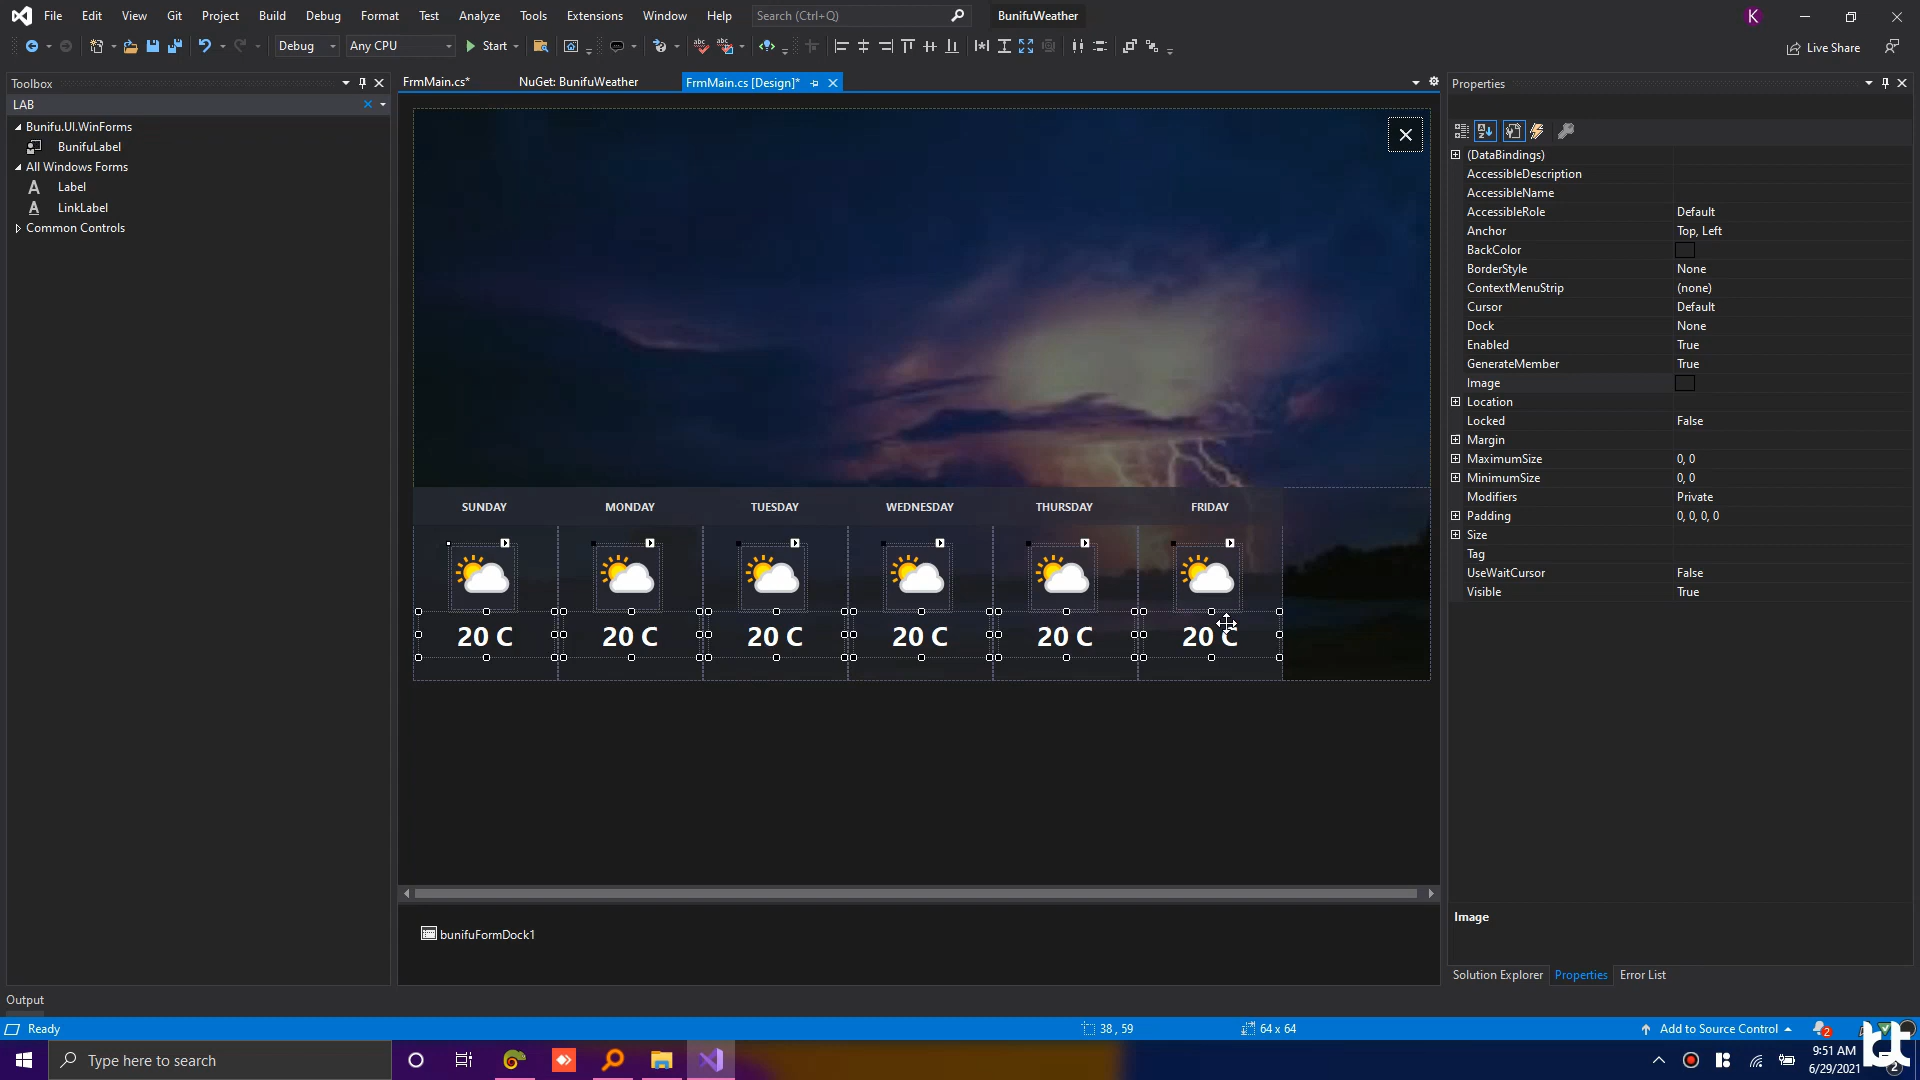 File Edit View Git Project Build Debug Format Test Analyze Tools Extensions Window Help Search (Ctrl+Q) BunifuWeather K
Debug Any CPU Start Live Share
Toolbox
LAB
Bunifu.UI.WinForms
BunifuLabel
All Windows Forms
A Label
A LinkLabel
Common Controls
FrmMain.cs* NuGet: BunifuWeather FrmMain.cs [Design]*
SUNDAY MONDAY TUESDAY WEDNESDAY THURSDAY FRIDAY
20 C 20 C 20 C 20 C 20 C 20 C
bunifuFormDock1
Properties
(DataBindings)
AccessibleDescription
AccessibleName
AccessibleRole Default
Anchor Top, Left
BackColor
BorderStyle None
ContextMenuStrip (none)
Cursor Default
Dock None
Enabled True
GenerateMember True
Image
Location
Locked False
Margin
MaximumSize 0, 0
MinimumSize 0, 0
Modifiers Private
Padding 0, 0, 0, 0
Size
Tag
UseWaitCursor False
Visible True
Image
Solution Explorer Properties Error List
Output
Ready 38 , 59 64 x 64 Add to Source Control 2
Type here to search 9:51 AM
6/29/2021 2